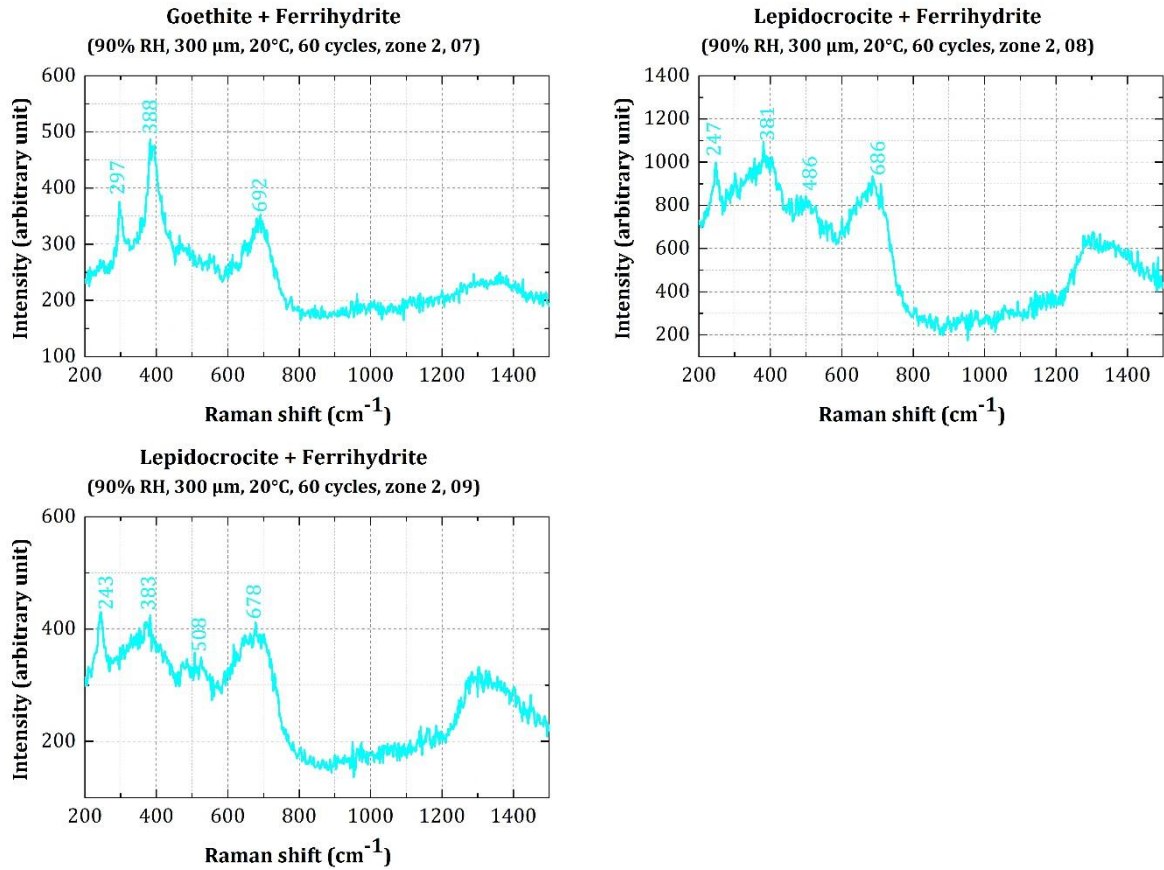 Goethite + Ferrihydrite
(90% RH, 300 µm, 20°C, 60 cycles, zone 2, 07)
600
500
400
300
200
100
Intensity (arbitrary unit)
297
388
692
200 400 600 800 1000 1200 1400
Raman shift (cm-1)
Lepidocrocite + Ferrihydrite
(90% RH, 300 µm, 20°C, 60 cycles, zone 2, 08)
1400
1200
1000
800
600
400
200
Intensity (arbitrary unit)
247
381
486
686
200 400 600 800 1000 1200 1400
Raman shift (cm-1)
Lepidocrocite + Ferrihydrite
(90% RH, 300 µm, 20°C, 60 cycles, zone 2, 09)
600
400
200
Intensity (arbitrary unit)
243
383
508
678
200 400 600 800 1000 1200 1400
Raman shift (cm-1)